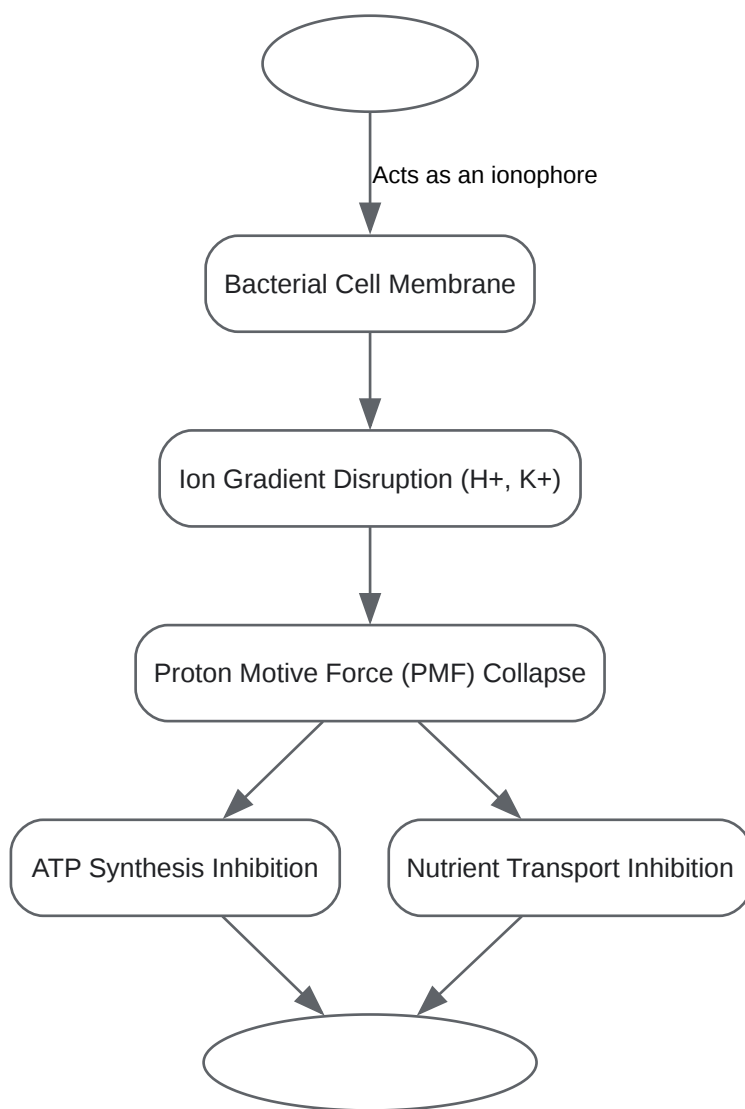 Acts as an ionophore
Bacterial Cell Membrane
Ion Gradient Disruption (H+, K+)
Proton Motive Force (PMF) Collapse
ATP Synthesis Inhibition
Nutrient Transport Inhibition